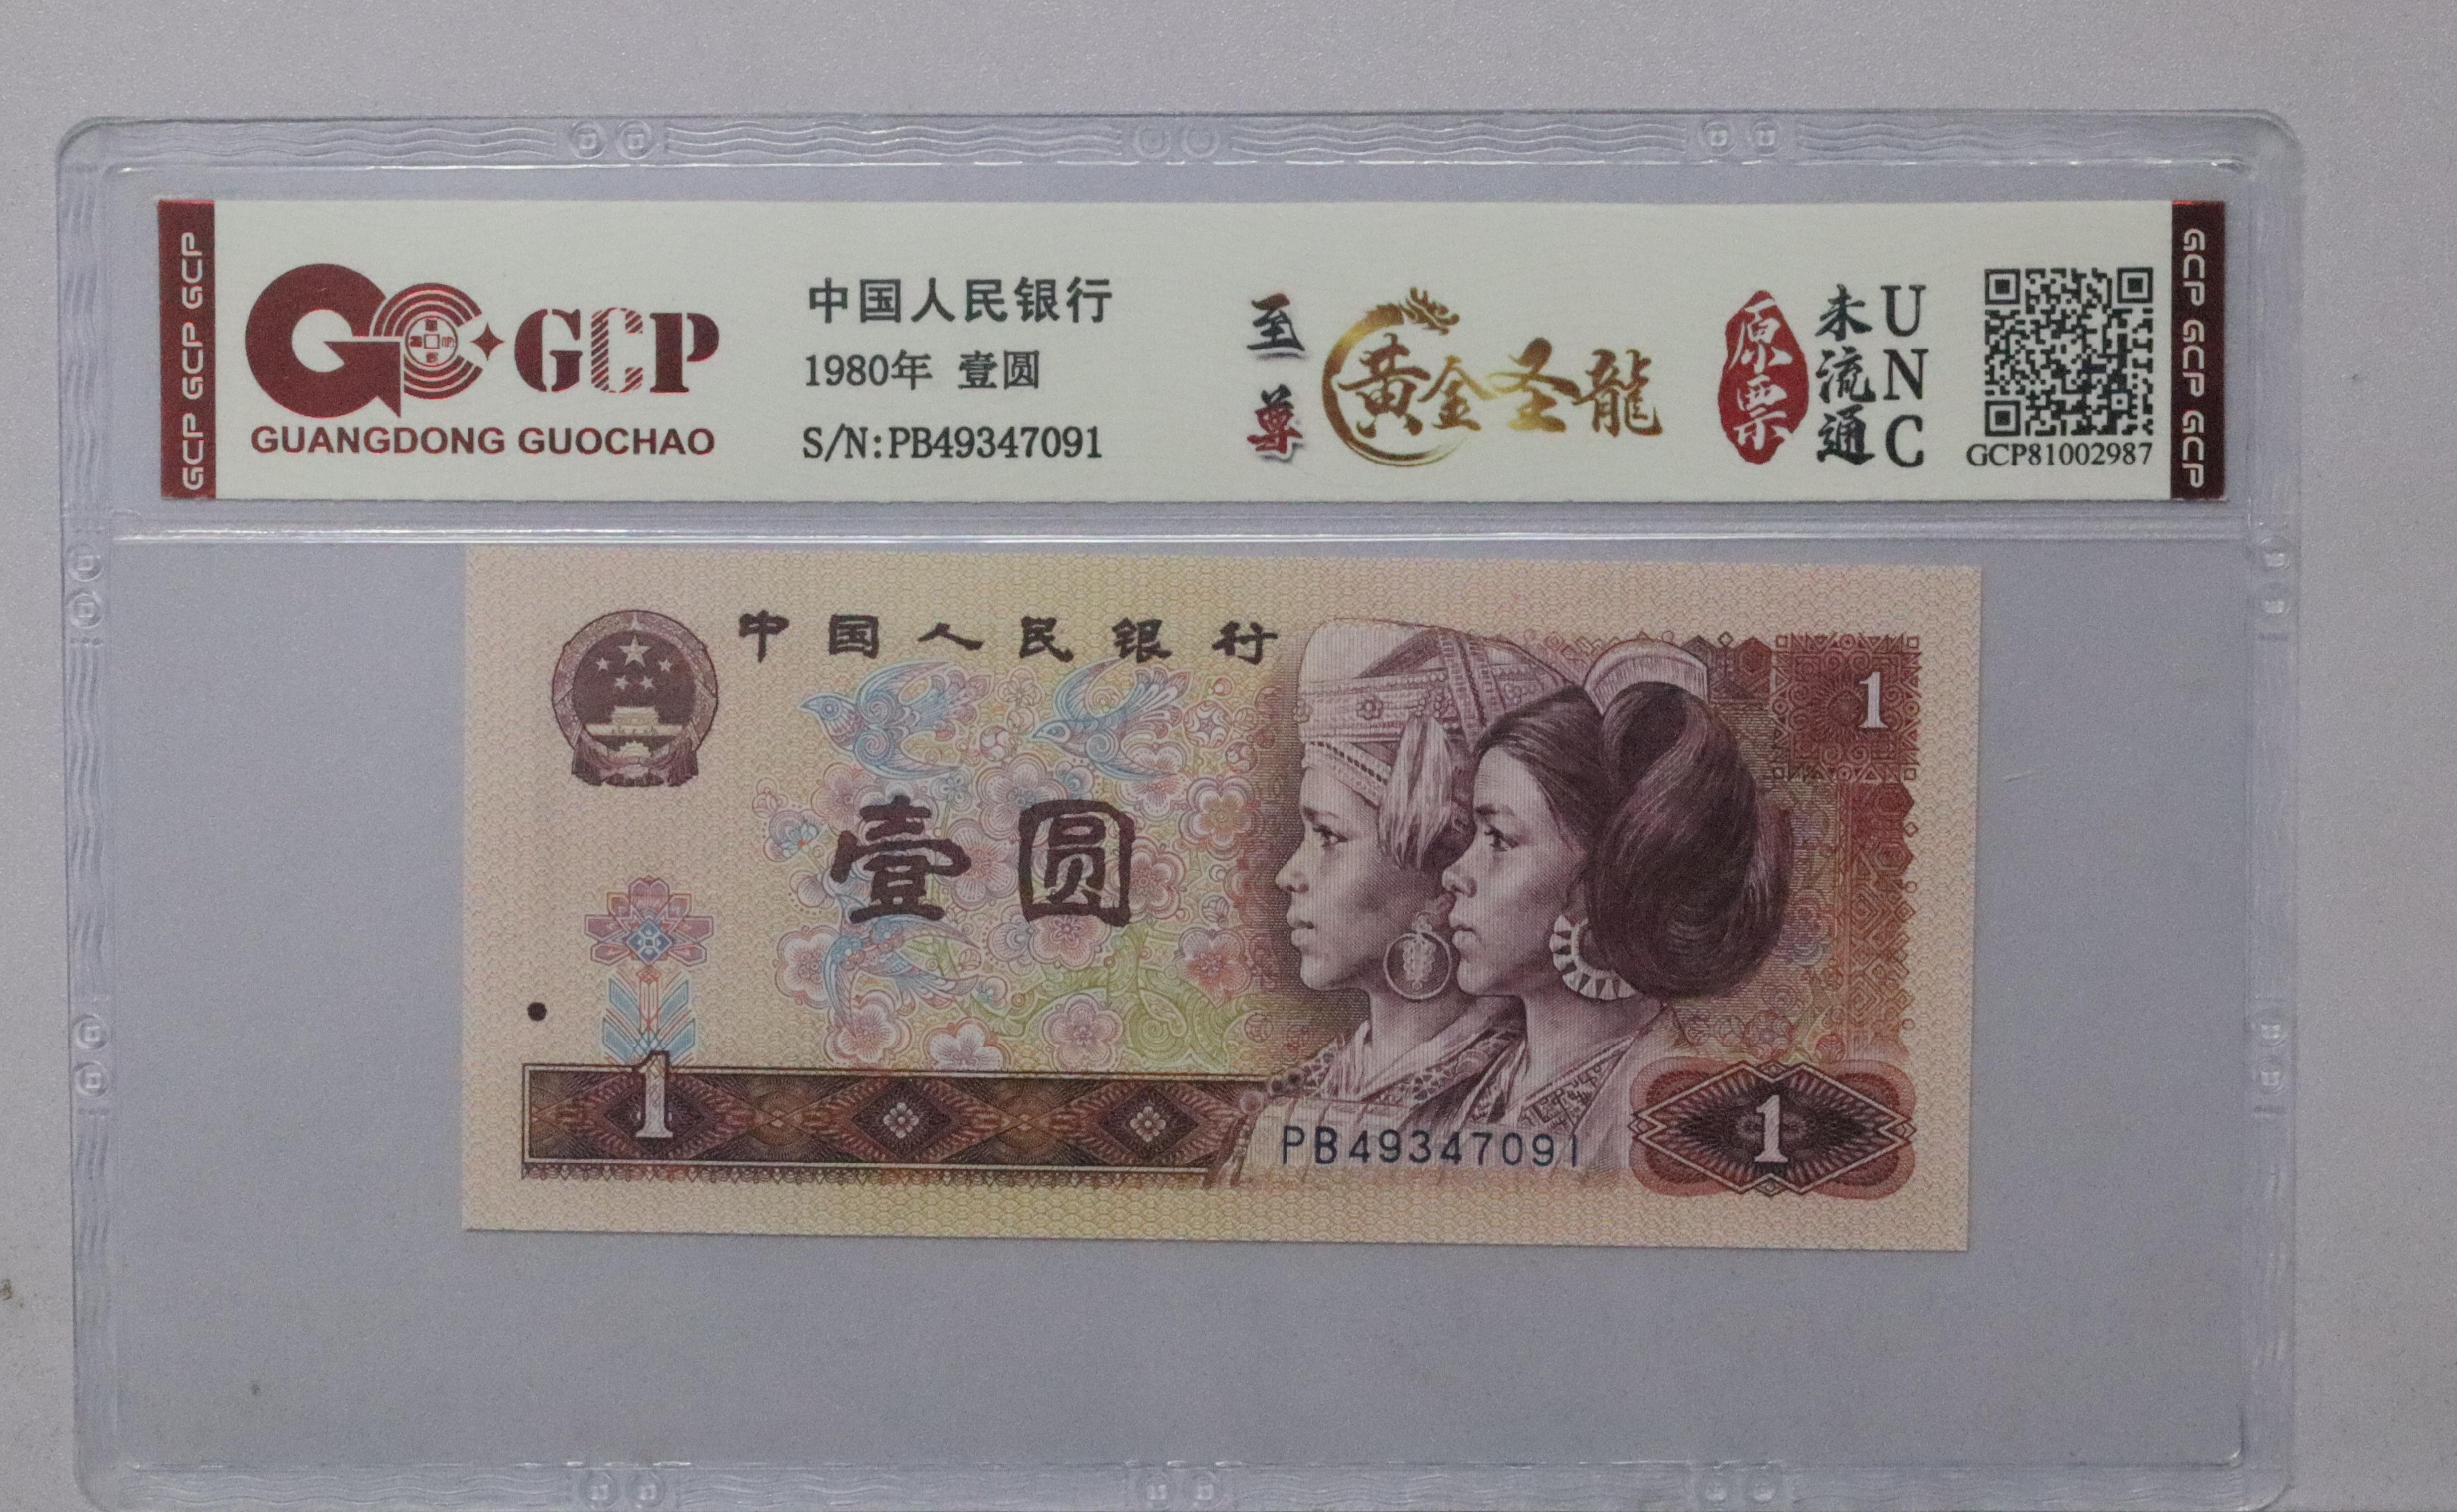 GCP GCP GCP
GCP
GUANGDONG GUOCHAO
中国人民银行
1980年 壹圆
S/N:PB49347091
至尊
黄金圣龍
原票
未流通
UNC
GCP81002987
GCP GCP GCP
中国人民银行
1
壹圆
1
PB49347091
1